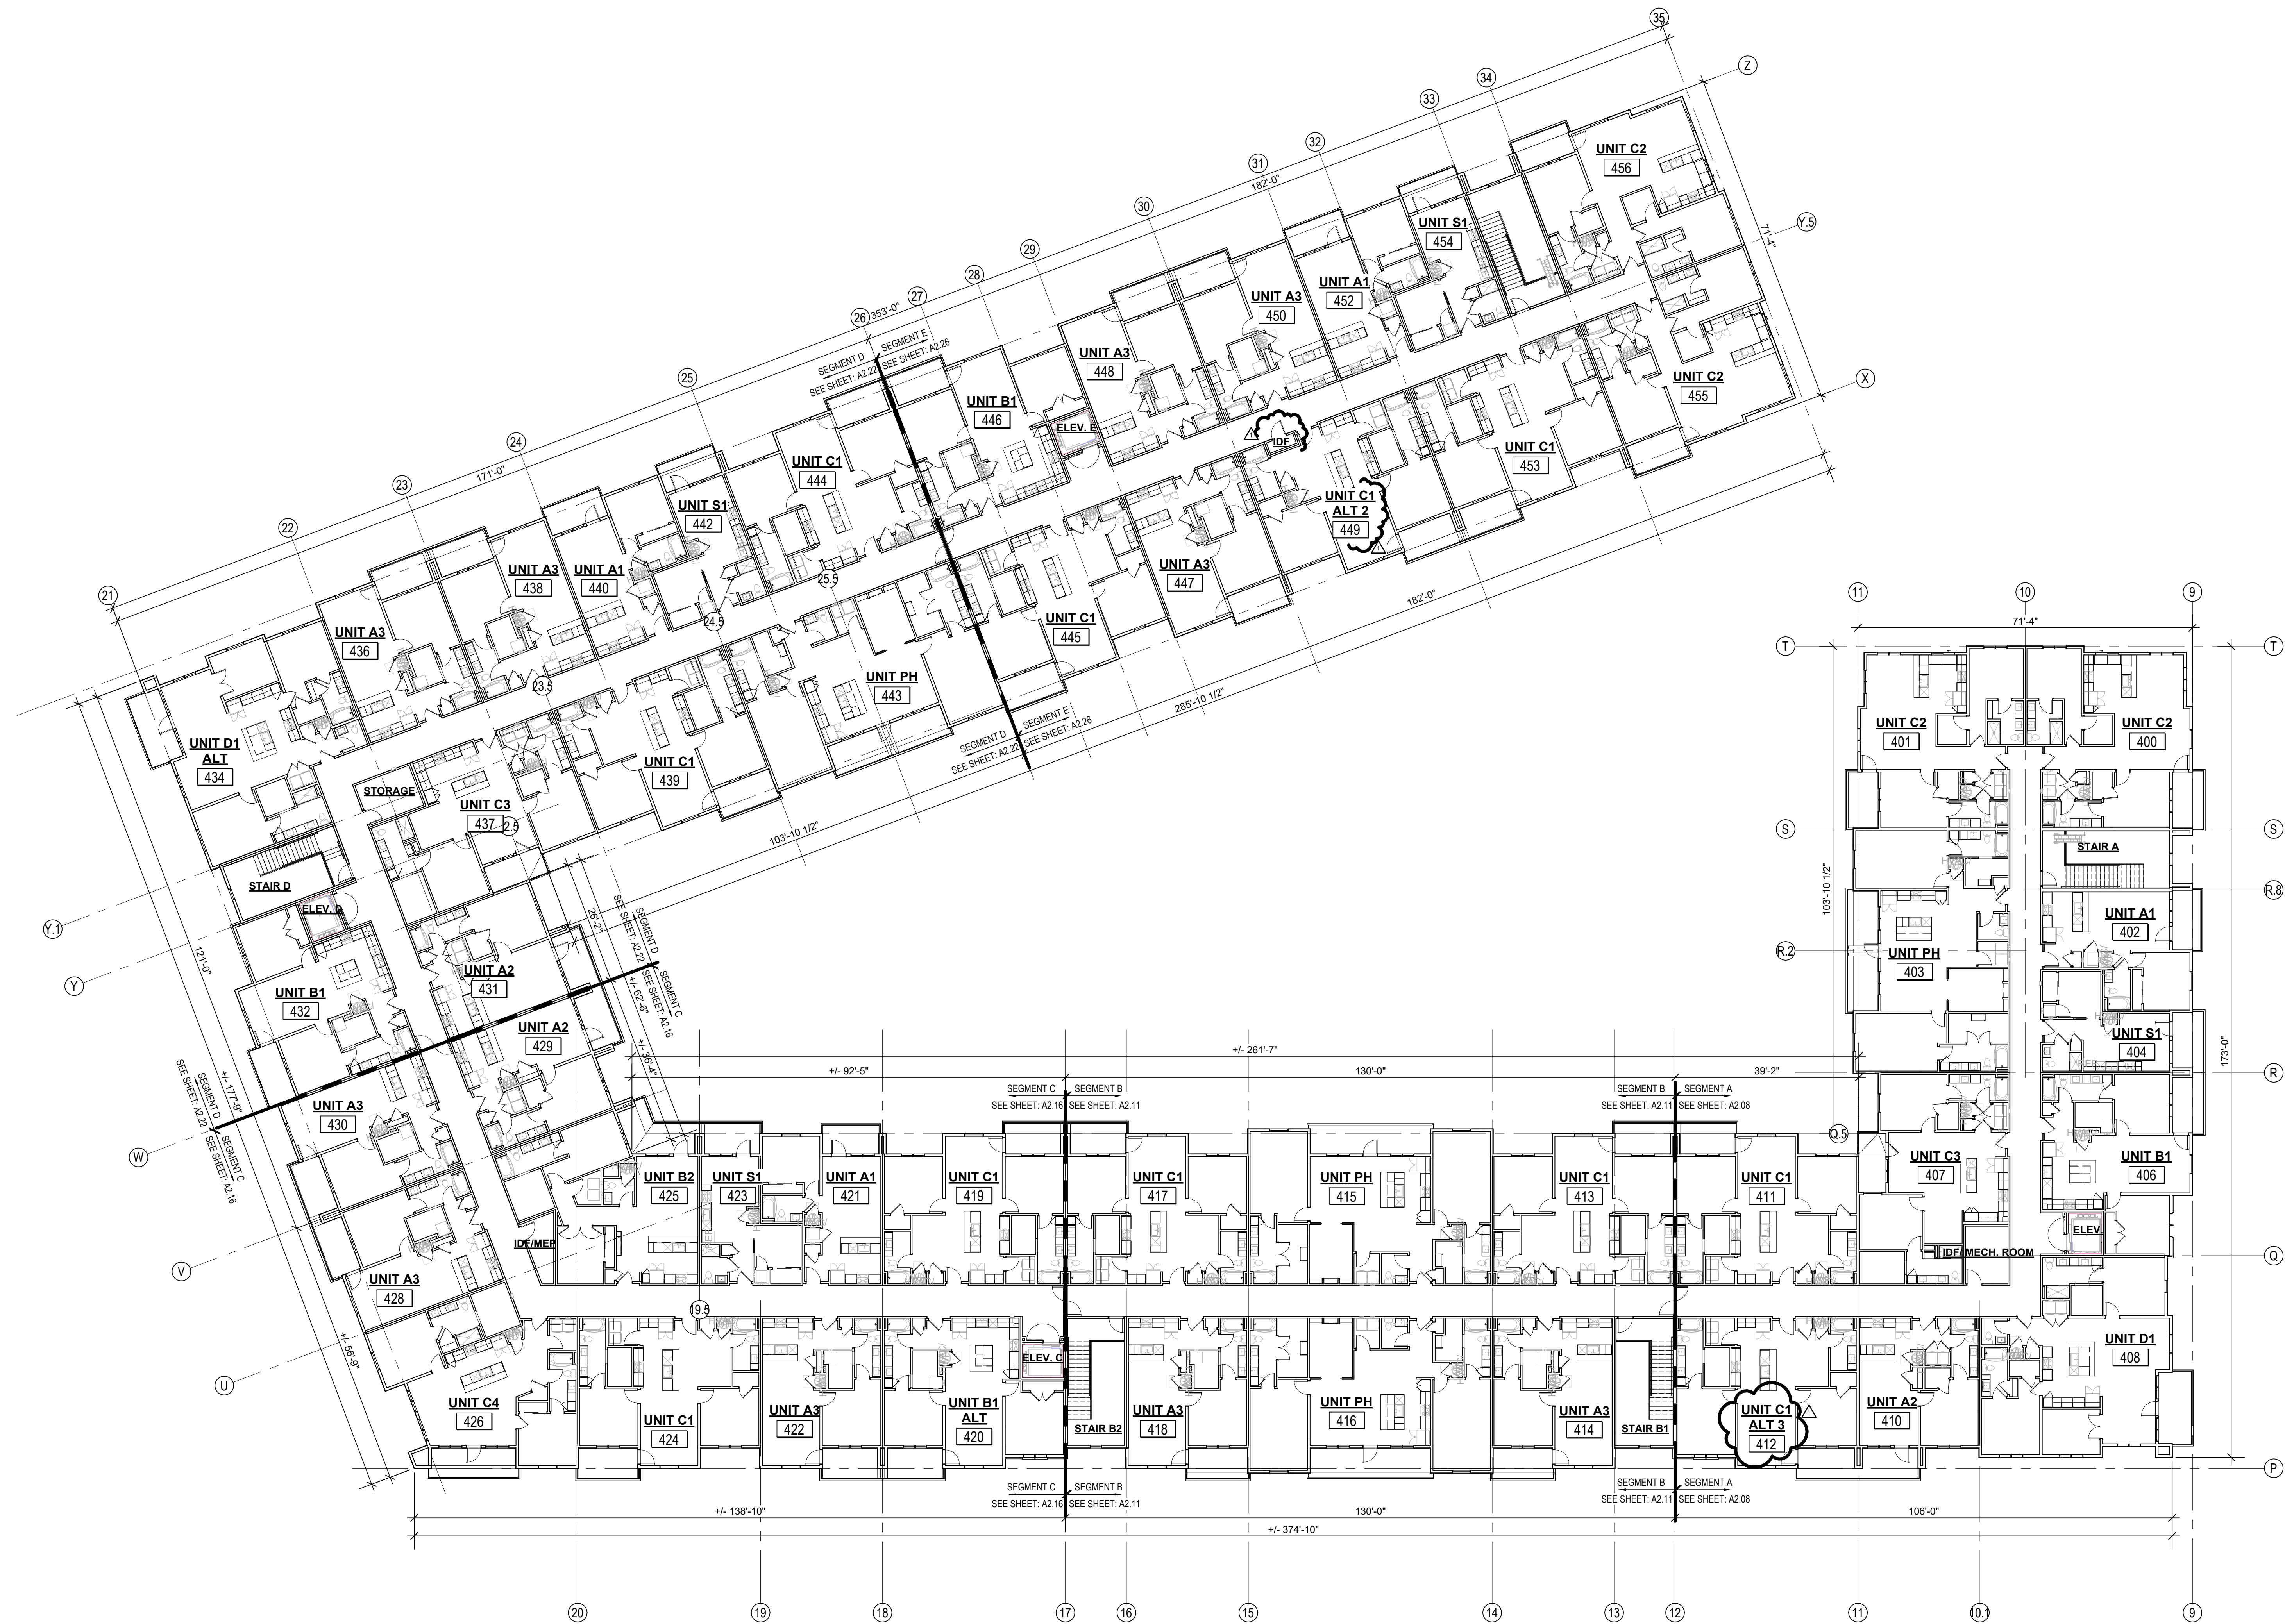 35
Z
34
33
32
31
30
29
28
27
26
25
24
23
22
21
182'-0"
353'-0"
171'-0"
71'-4"
Y.5
X
UNIT C2
456
UNIT S1
454
UNIT A1
452
UNIT A3
450
UNIT A3
448
UNIT C2
455
UNIT C1
453
SEGMENT D
SEGMENT E
SEE SHEET: A2.22
SEE SHEET: A2.26
UNIT B1
446
ELEV. E
IDF
UNIT C1
ALT 2
449
UNIT A3
447
UNIT C1
445
UNIT C1
444
UNIT S1
442
UNIT A1
440
UNIT A3
438
UNIT A3
436
25.5
24.5
23.5
UNIT PH
443
UNIT C1
439
UNIT D1
ALT
434
STORAGE
UNIT C3
437
2.5
182'-0"
285'-10 1/2"
SEGMENT D
SEGMENT E
SEE SHEET: A2.22
SEE SHEET: A2.26
103'-10 1/2"
STAIR D
ELEV. D
Y.1
Y
121'-0"
+/- 177'-9"
26'-2"
SEGMENT D
SEE SHEET: A2.22
SEGMENT C
SEE SHEET: A2.16
+/- 62'-6"
+/- 36'-4"
UNIT A2
431
UNIT B1
432
UNIT A2
429
UNIT A3
430
SEGMENT D
SEE SHEET: A2.22
SEGMENT C
SEE SHEET: A2.16
W
V
U
UNIT A3
428
+/- 56'-9"
IDF/MEP
11
10
9
71'-4"
T
T
UNIT C2
401
UNIT C2
400
S
S
STAIR A
103'-10 1/2"
R.8
UNIT A1
402
R.2
UNIT PH
403
UNIT S1
404
173'-0"
R
+/- 261'-7"
+/- 92'-5"
130'-0"
39'-2"
SEGMENT C
SEGMENT B
SEE SHEET: A2.16
SEE SHEET: A2.11
SEGMENT B
SEGMENT A
SEE SHEET: A2.11
SEE SHEET: A2.08
Q.5
UNIT B2
425
UNIT S1
423
UNIT A1
421
UNIT C1
419
UNIT C1
417
UNIT PH
415
UNIT C1
413
UNIT C1
411
UNIT C3
407
UNIT B1
406
ELEV.
IDF/ MECH. ROOM
Q
19.5
UNIT C4
426
UNIT C1
424
UNIT A3
422
UNIT B1
ALT
420
ELEV. C
STAIR B2
UNIT A3
418
UNIT PH
416
UNIT A3
414
STAIR B1
UNIT C1
ALT 3
412
UNIT A2
410
UNIT D1
408
P
SEGMENT C
SEGMENT B
SEE SHEET: A2.16
SEE SHEET: A2.11
SEGMENT B
SEGMENT A
SEE SHEET: A2.11
SEE SHEET: A2.08
+/- 138'-10"
130'-0"
106'-0"
+/- 374'-10"
20
19
18
17
16
15
14
13
12
11
10.1
9